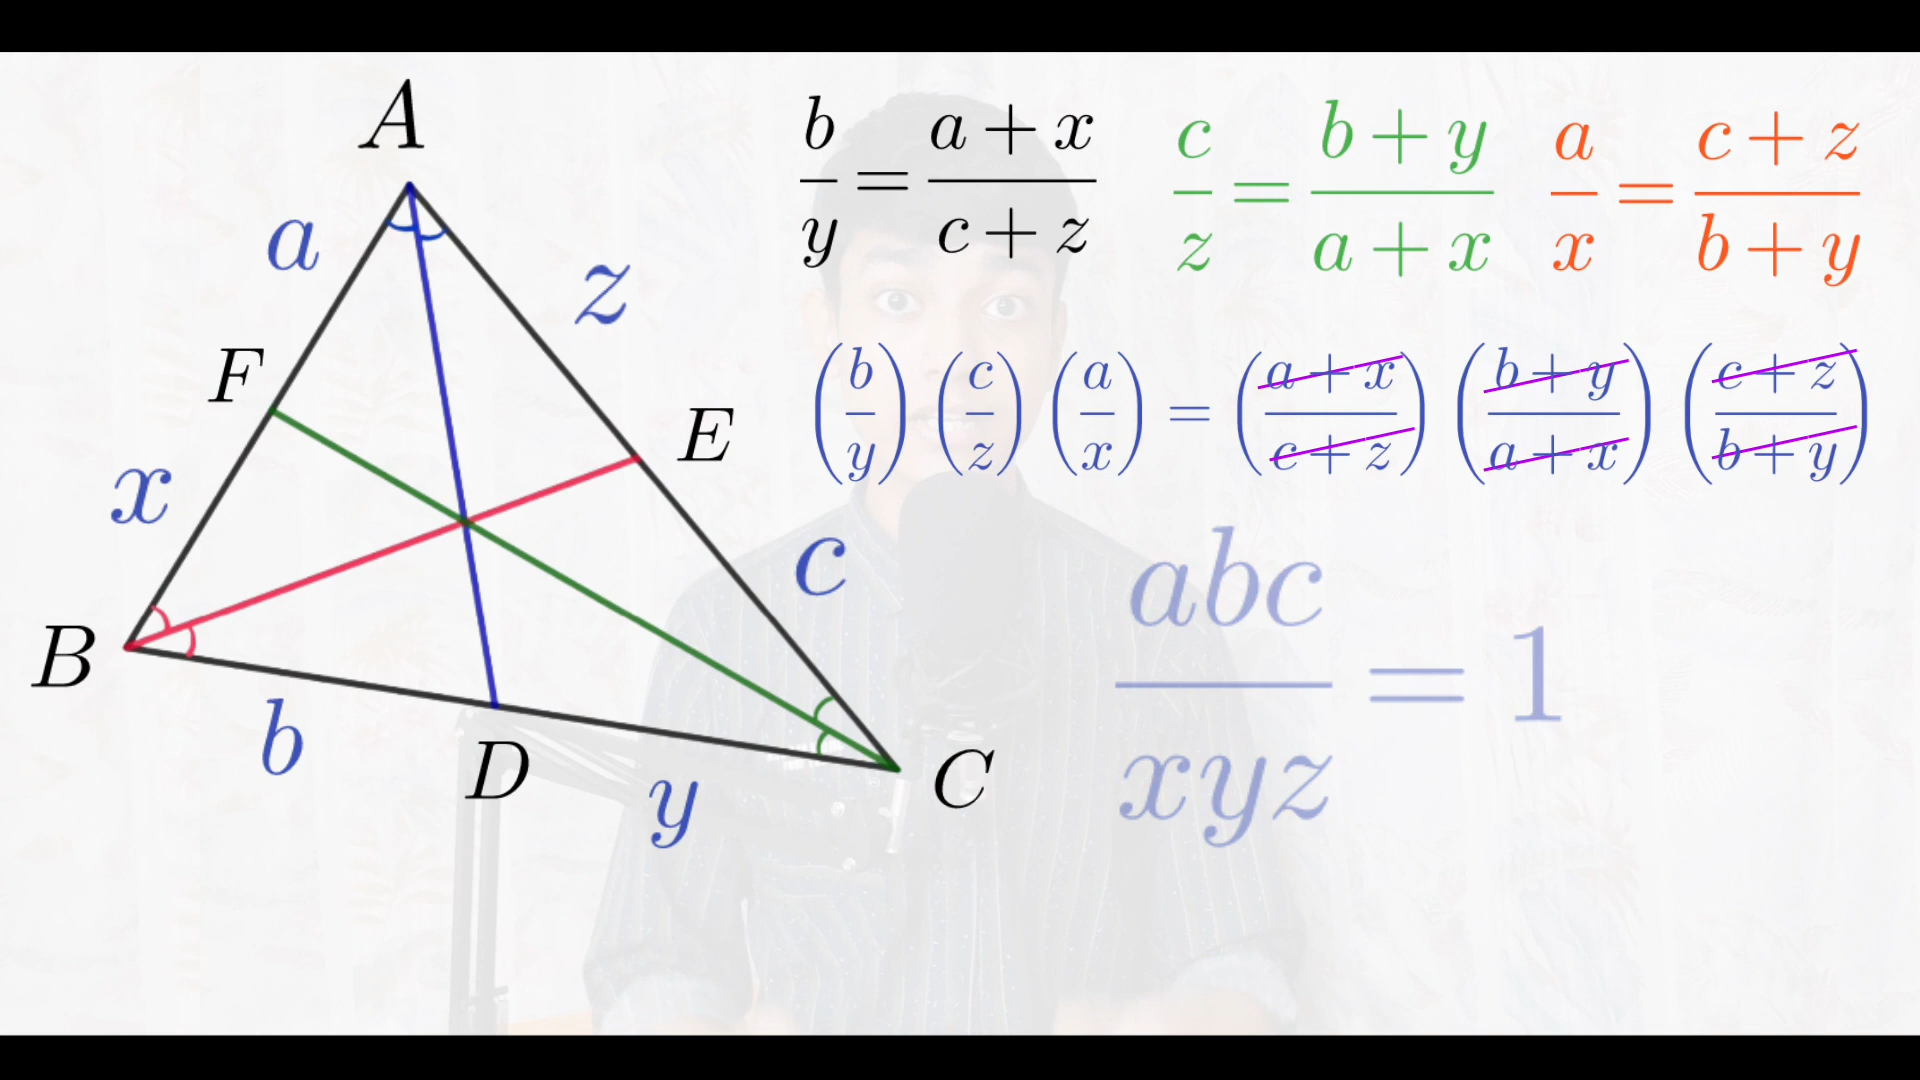 A
a
z
F
E
x
c
B
b
D
y
C
b/y = (a + x)/(c + z)
c/z = (b + y)/(a + x)
a/x = (c + z)/(b + y)
(b/y) (c/z) (a/x) = ((a + x)/(c + z)) ((b + y)/(a + x)) ((c + z)/(b + y))
abc/xyz = 1